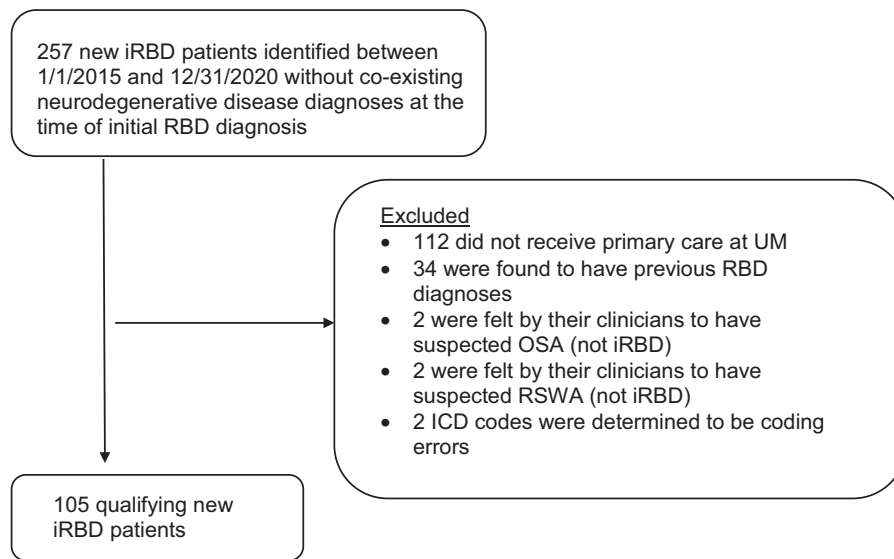 257 new iRBD patients identified between
1/1/2015 and 12/31/2020 without co-existing
neurodegenerative disease diagnoses at the
time of initial RBD diagnosis
Excluded
• 112 did not receive primary care at UM
• 34 were found to have previous RBD
diagnoses
• 2 were felt by their clinicians to have
suspected OSA (not iRBD)
• 2 were felt by their clinicians to have
suspected RSWA (not iRBD)
• 2 ICD codes were determined to be coding
errors
105 qualifying new
iRBD patients